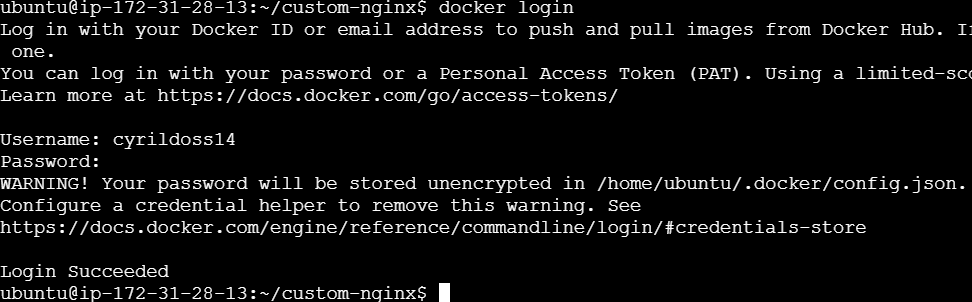 ubuntu@ip-172-31-28-13:~/custom-nginx$ docker login
Log in with your Docker ID or email address to push and pull images from Docker Hub. If
one.
You can log in with your password or a Personal Access Token (PAT). Using a limited-sco
Learn more at https://docs.docker.com/go/access-tokens/
Username: cyrildoss14
Password:
WARNING! Your password will be stored unencrypted in /home/ubuntu/.docker/config.json.
Configure a credential helper to remove this warning. See
https://docs.docker.com/engine/reference/commandline/login/#credentials-store
Login Succeeded
ubuntu@ip-172-31-28-13:~/custom-nginx$